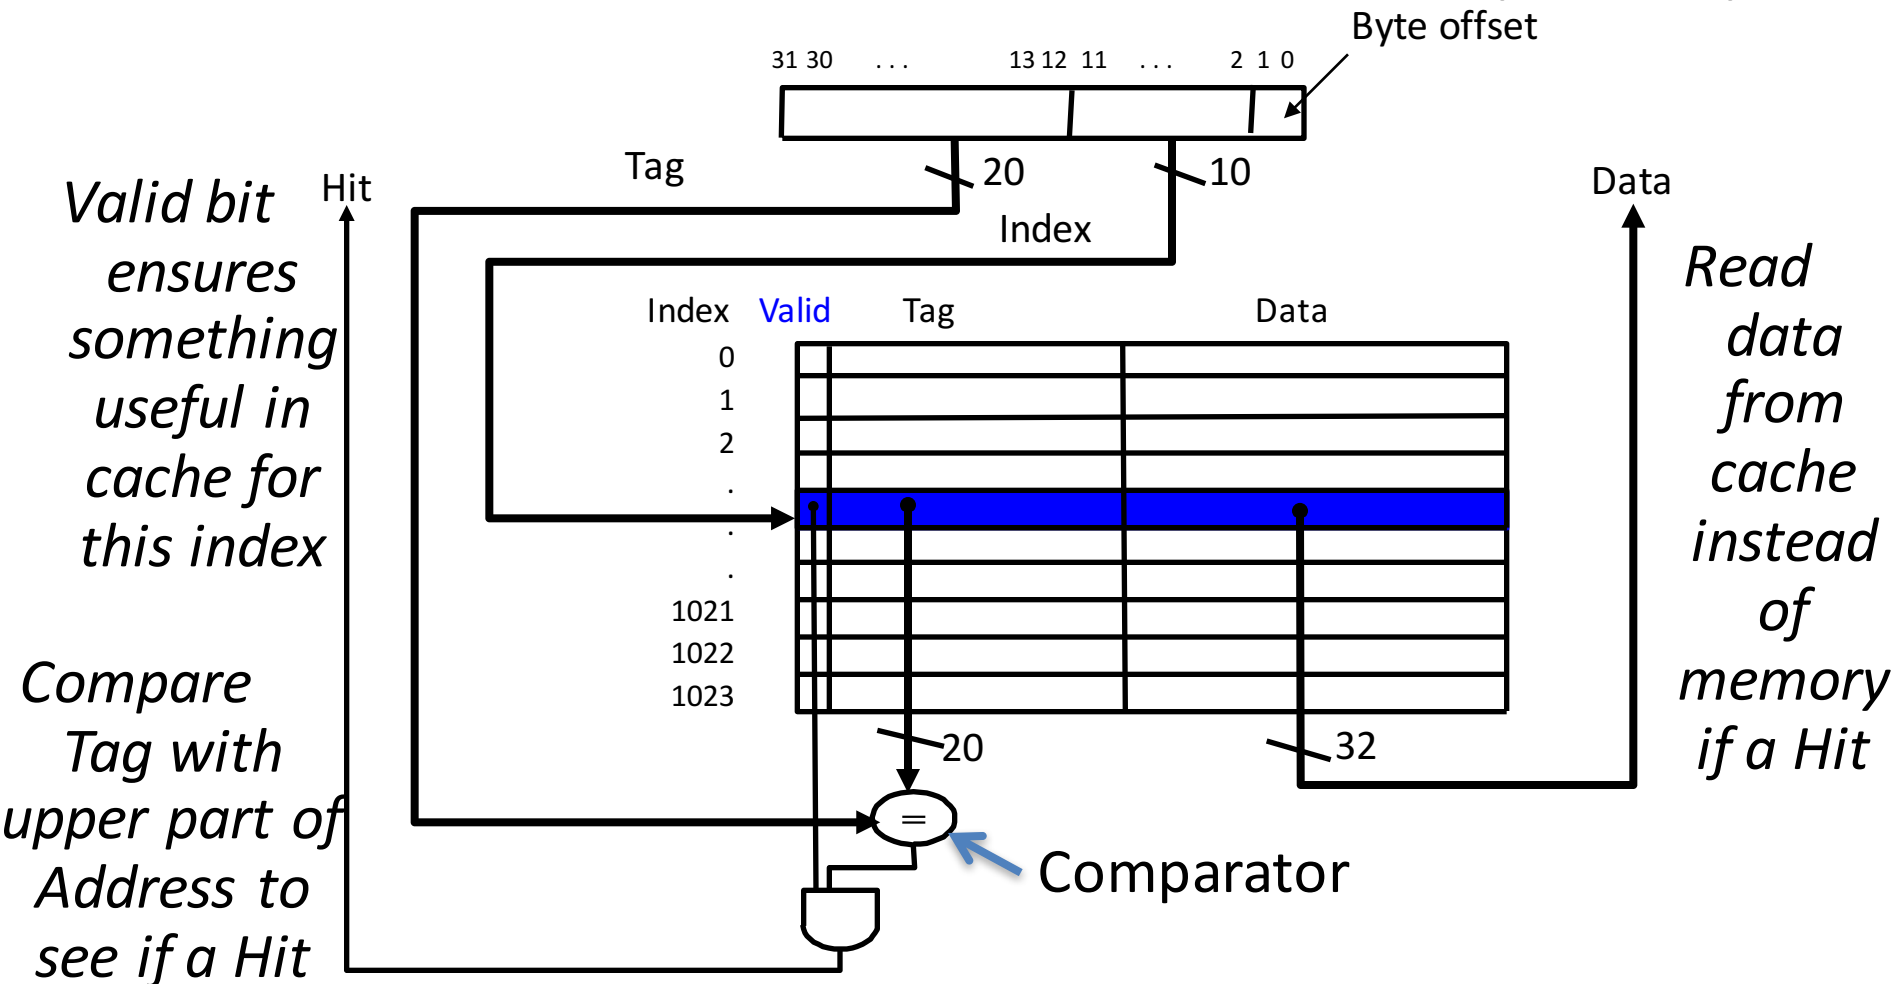 Byte offset
31 30 . . . 13 12 11 . . . 2 1 0
Tag
20
10
Hit
Data
Index
Valid bit
ensures
something
useful in
cache for
this index
Compare
Tag with
upper part of
Address to
see if a Hit
Index Valid Tag Data
0
1
2
.
.
.
1021
1022
1023
20
32
=
Comparator
Read
data
from
cache
instead
of
memory
if a Hit